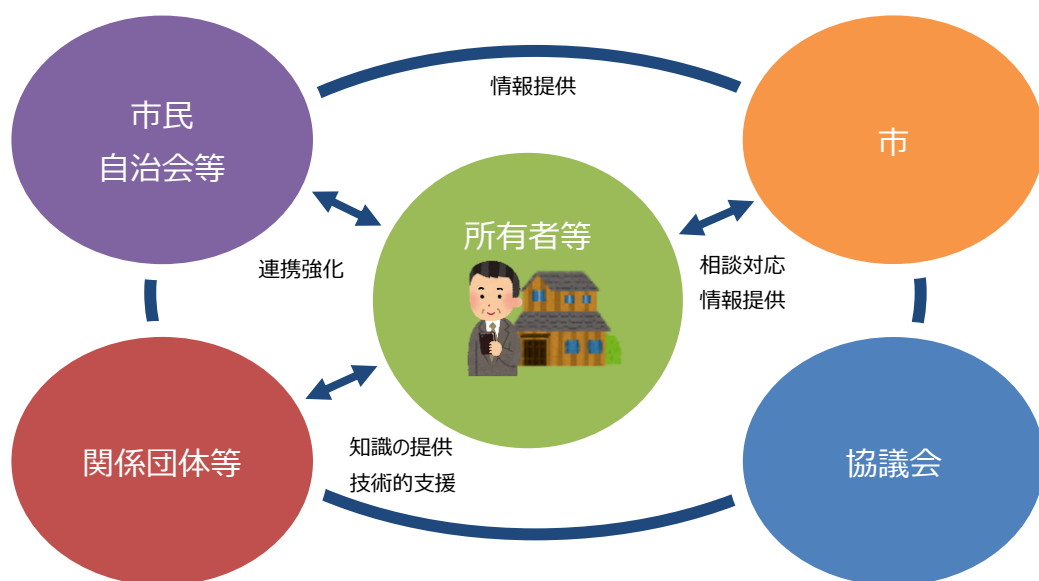 市民
自治会等
情報提供
市
所有者等
連携強化
相談対応
情報提供
関係団体等
知識の提供
技術的支援
協議会